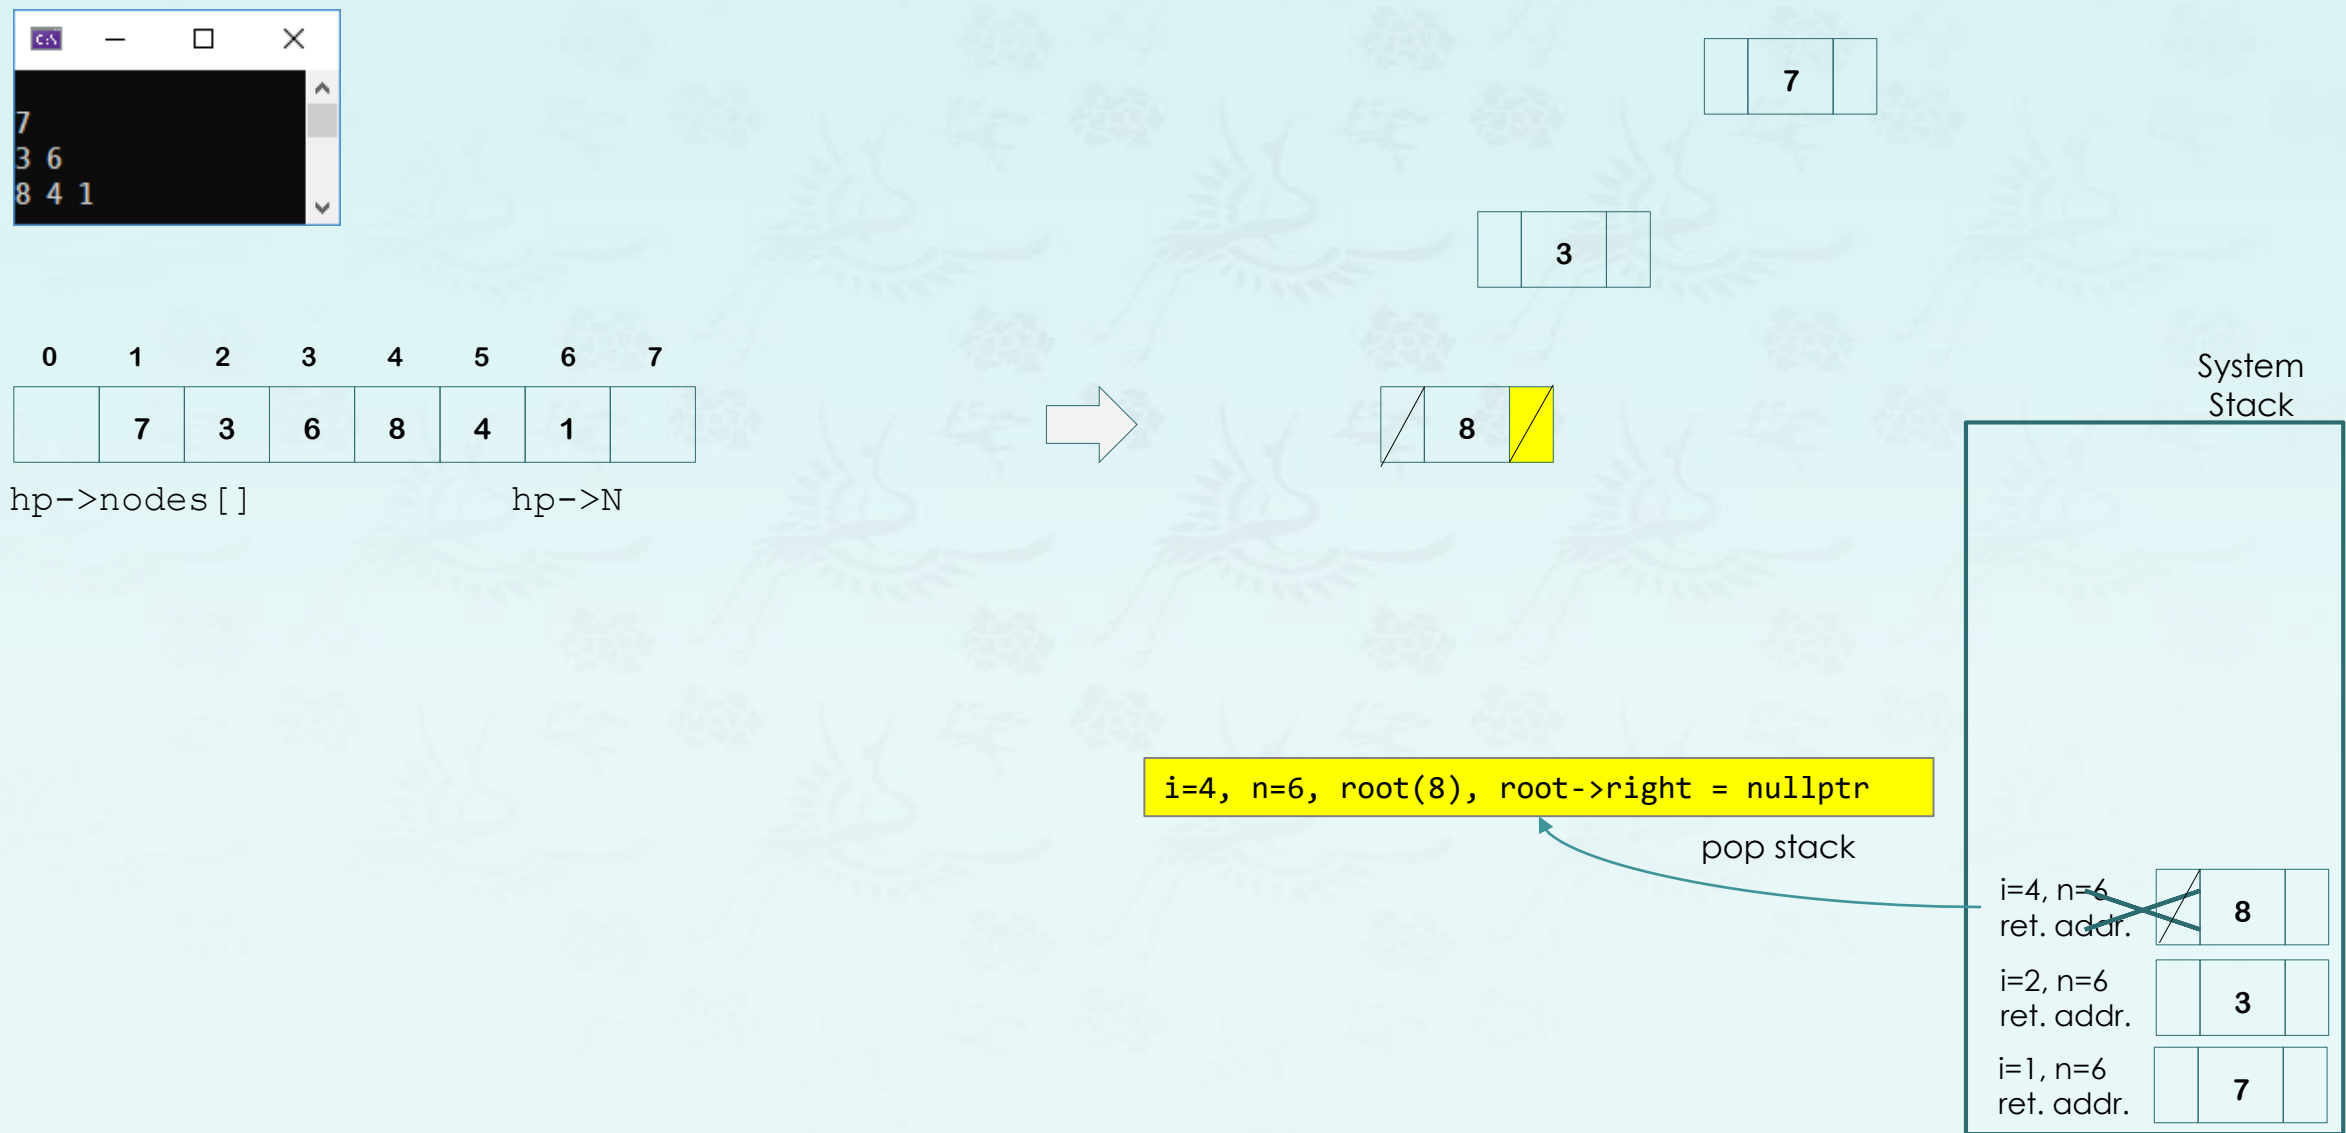 C:\
7
3 6
8 4 1
7
3
0 1 2 3 4 5 6 7
7 3 6 8 4 1
hp->nodes[] hp->N
8
System
Stack
i=4, n=6, root(8), root->right = nullptr
pop stack
i=4, n=6
ret. addr.
8
i=2, n=6
ret. addr.
3
i=1, n=6
ret. addr.
7